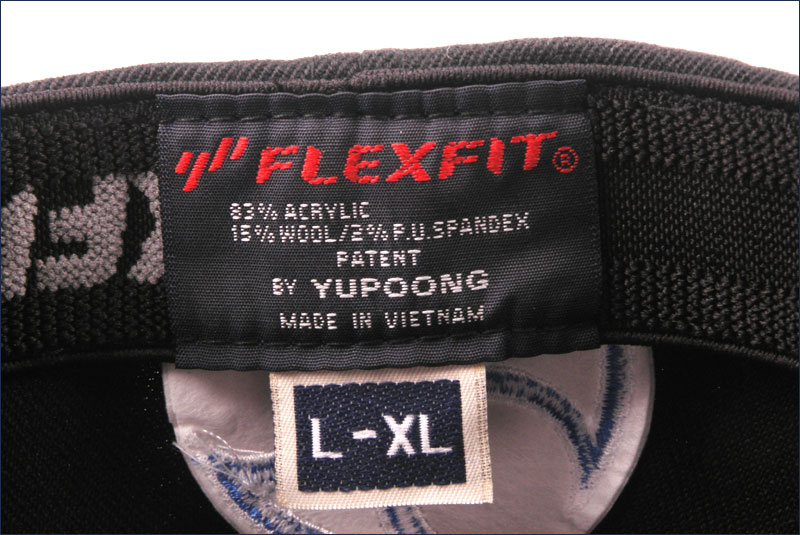 FLEXFIT®
83% ACRYLIC
15% WOOL/2% P.U.SPANDEX
PATENT
BY YUPOONG
MADE IN VIETNAM
L-XL